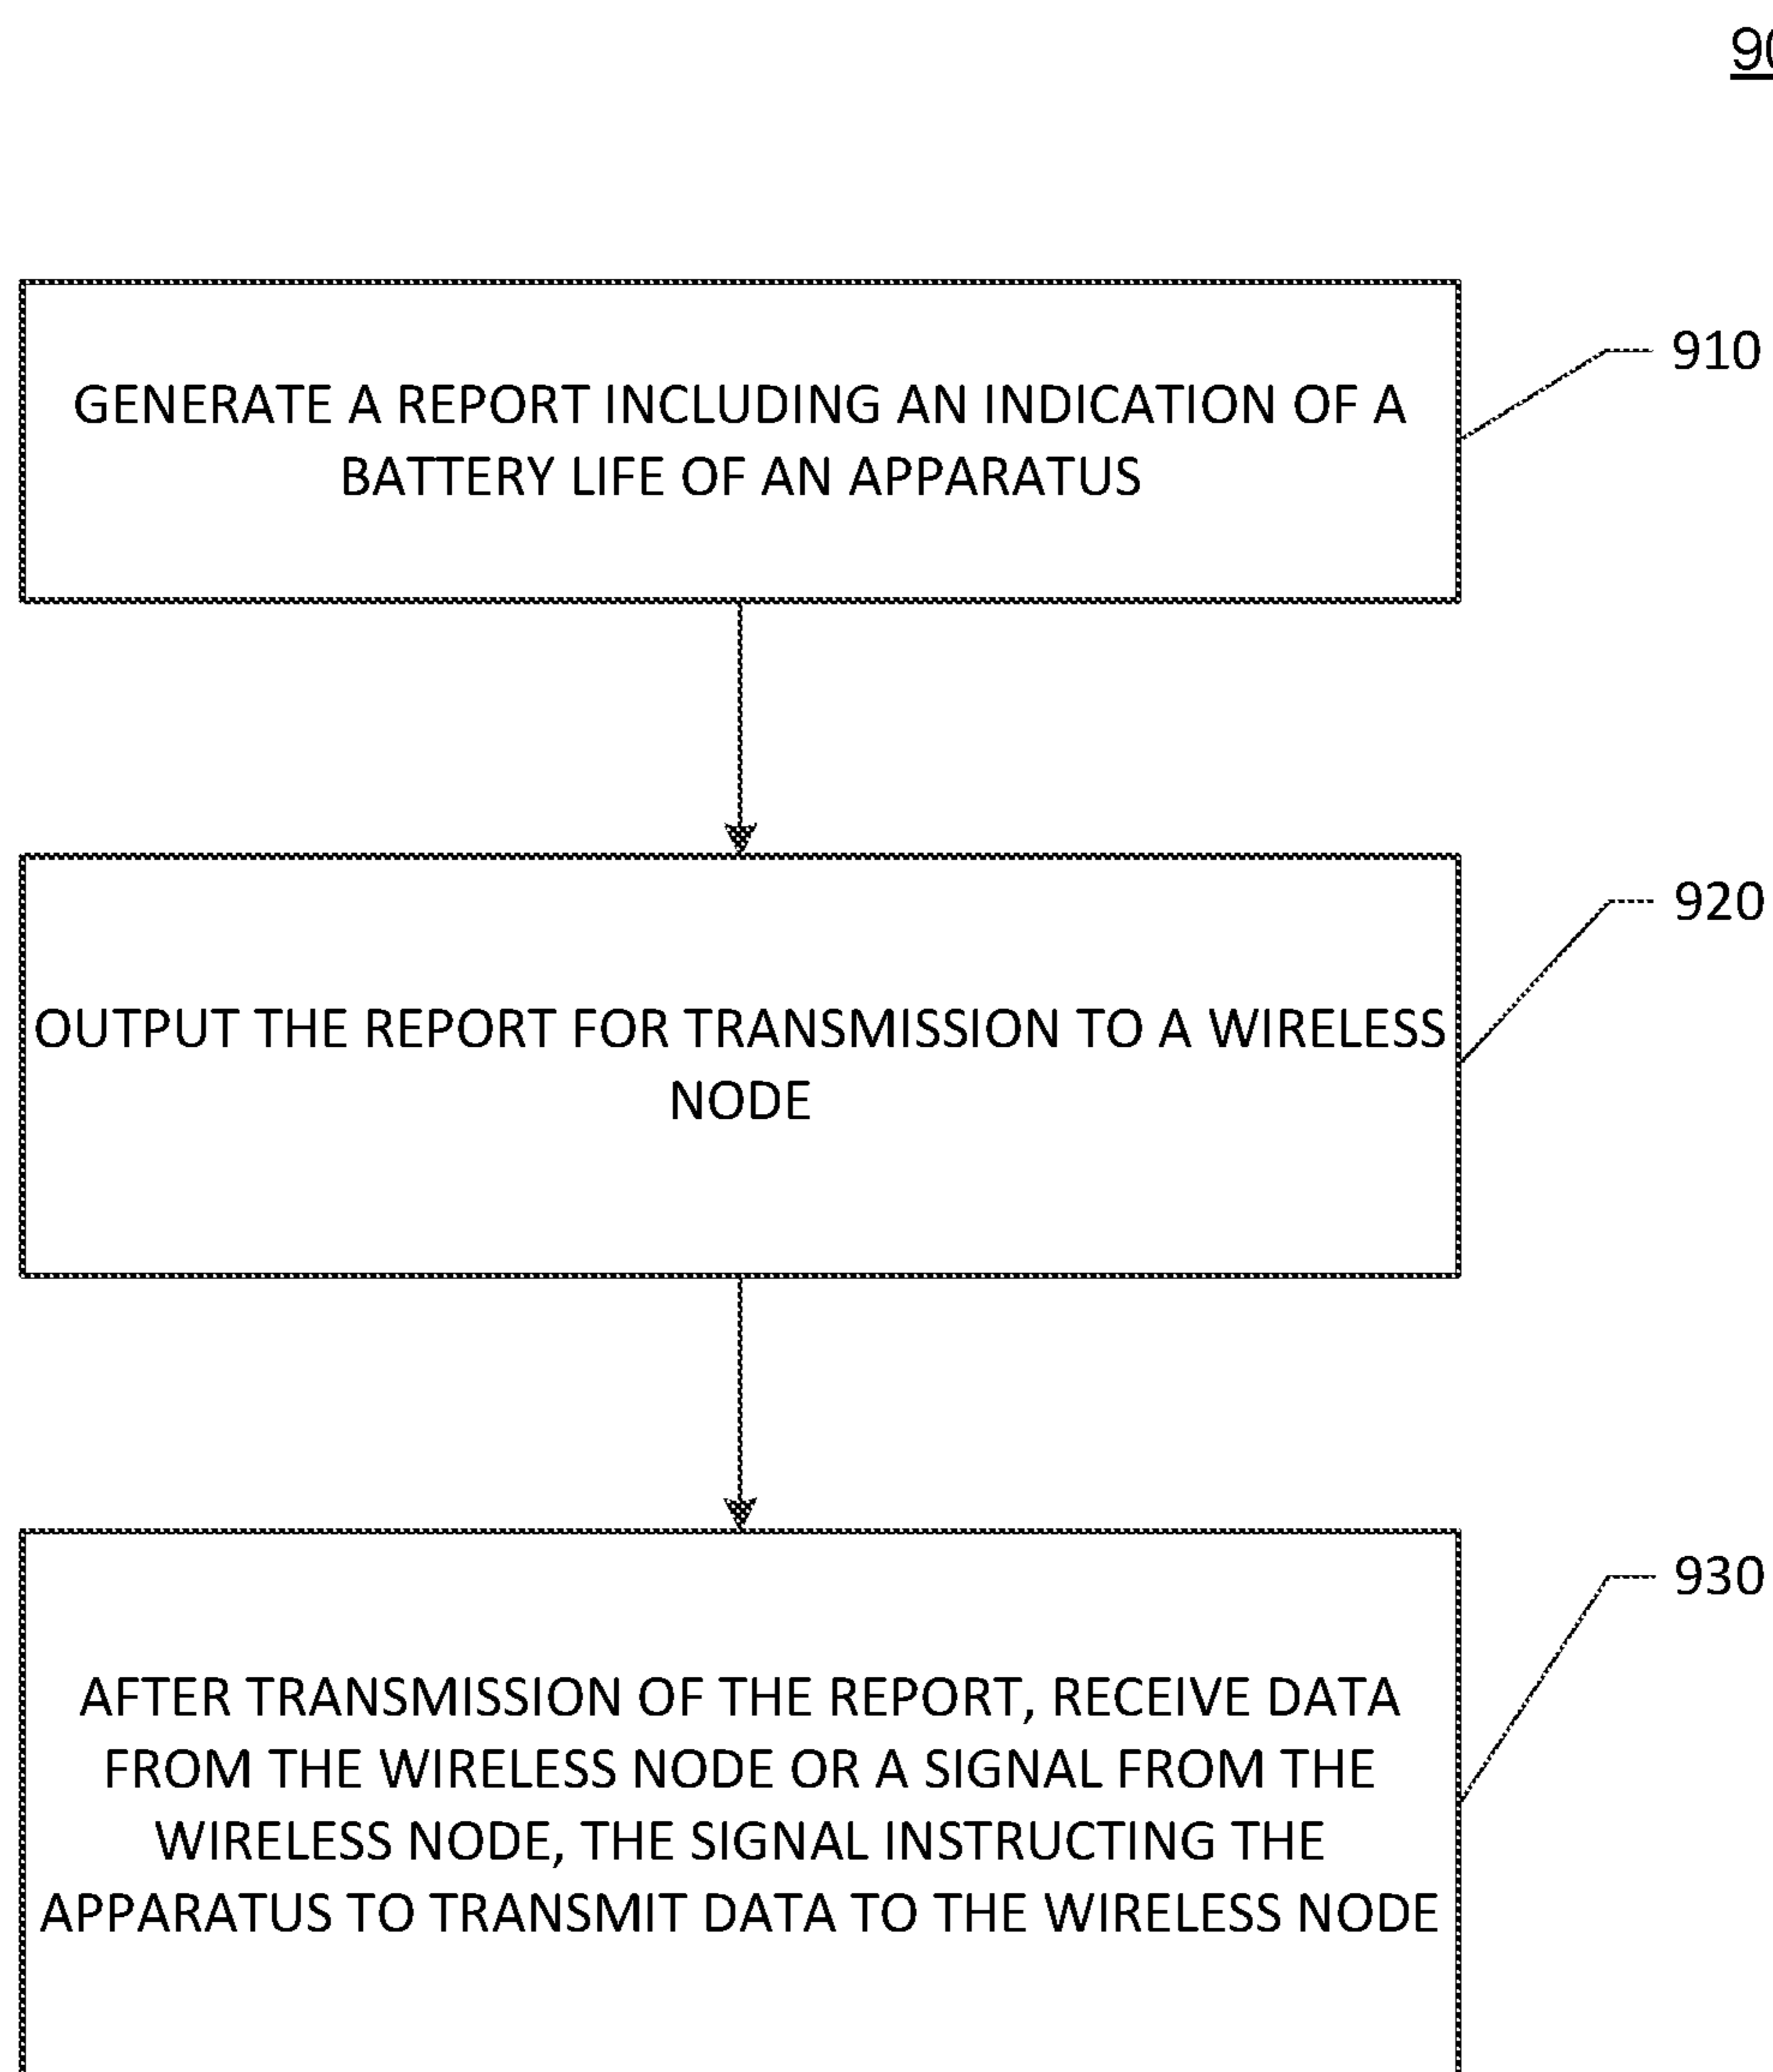 910
GENERATE A REPORT INCLUDING AN INDICATION OF A
BATTERY LIFE OF AN APPARATUS
920
OUTPUT THE REPORT FOR TRANSMISSION TO A WIRELESS
NODE
930
AFTER TRANSMISSION OF THE REPORT, RECEIVE DATA
FROM THE WIRELESS NODE OR A SIGNAL FROM THE
WIRELESS NODE, THE SIGNAL INSTRUCTING THE
APPARATUS TO TRANSMIT DATA TO THE WIRELESS NODE